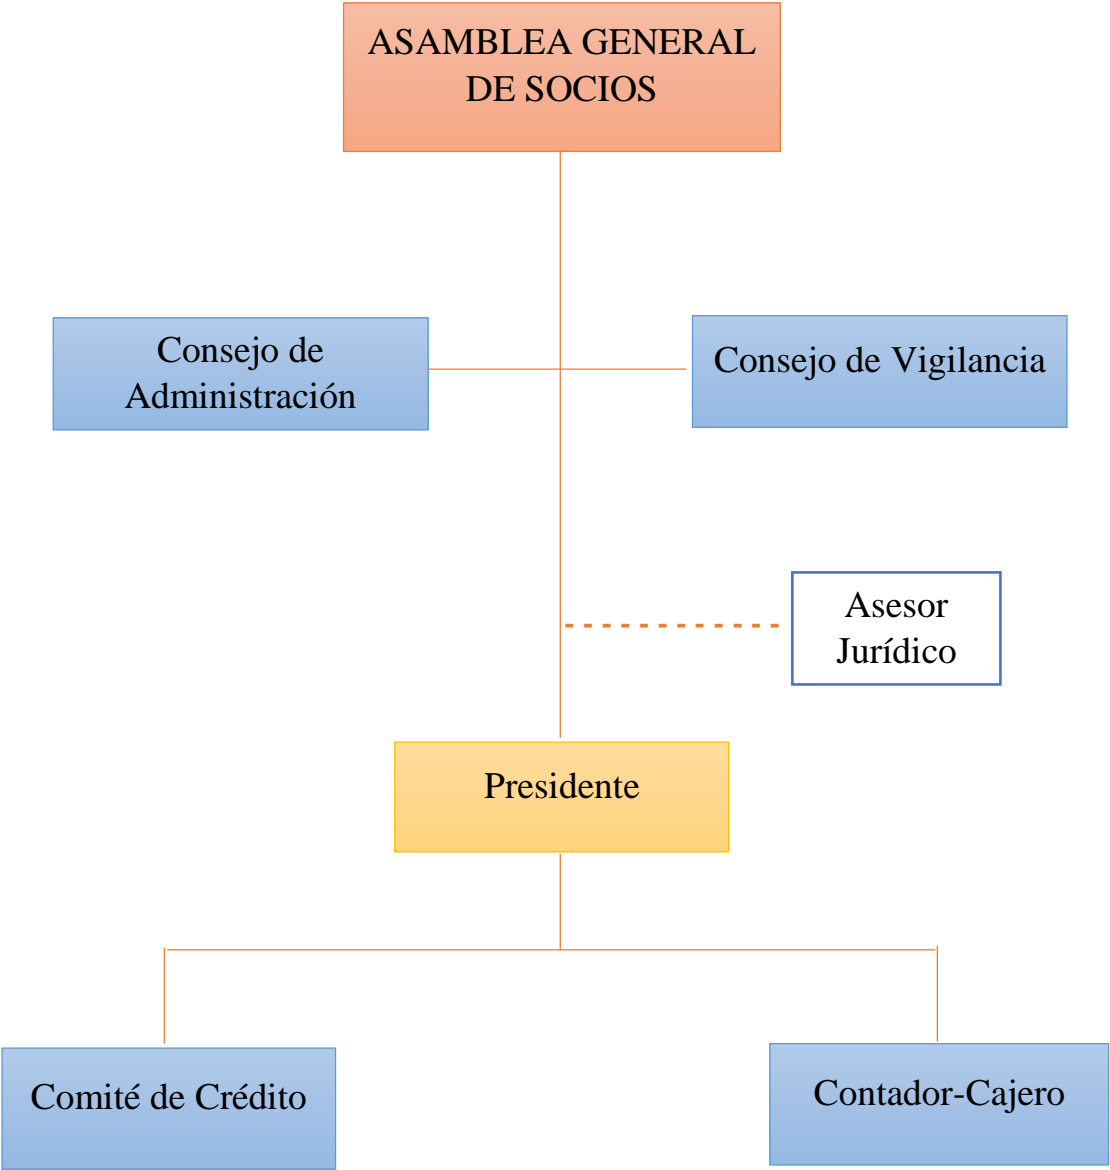 ASAMBLEA GENERAL
DE SOCIOS
Consejo de
Administración
Consejo de Vigilancia
Asesor
Jurídico
Presidente
Comité de Crédito
Contador-Cajero